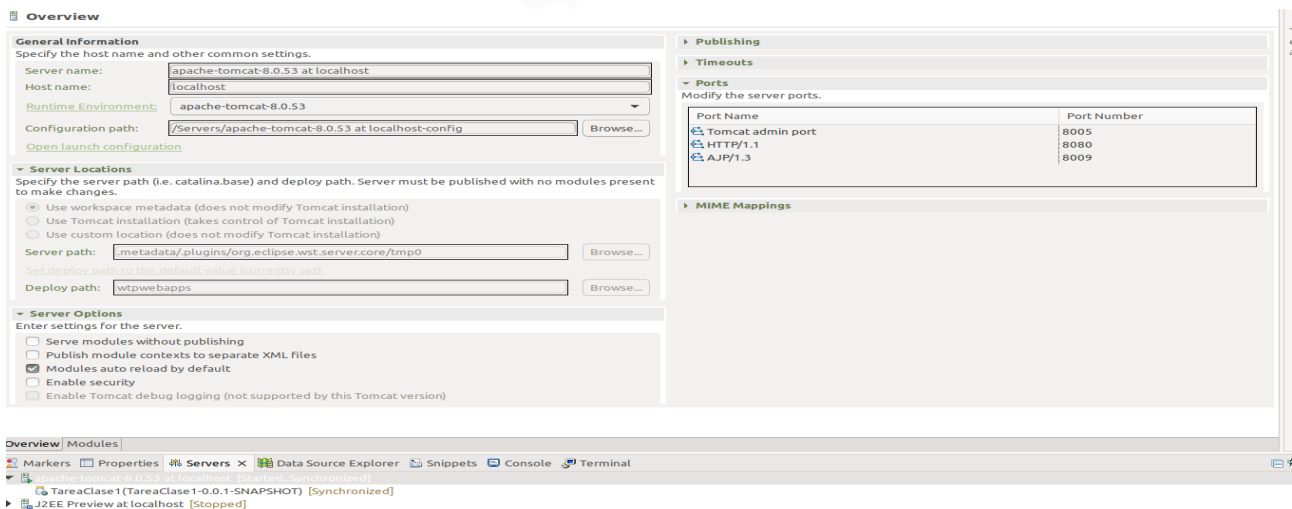 Overview
General Information
Specify the host name and other common settings.
Server name: apache-tomcat-8.0.53 at localhost
Host name: localhost
Runtime Environment: apache-tomcat-8.0.53
Configuration path: /Servers/apache-tomcat-8.0.53 at localhost-config Browse...
Open launch configuration
Server Locations
Specify the server path (i.e. catalina.base) and deploy path. Server must be published with no modules present
to make changes.
Use workspace metadata (does not modify Tomcat installation)
Use Tomcat installation (takes control of Tomcat installation)
Use custom location (does not modify Tomcat installation)
Server path: .metadata/.plugins/org.eclipse.wst.server.core/tmp0 Browse...
Set deploy path to the default value (currently set)
Deploy path: wtpwebapps Browse...
Server Options
Enter settings for the server.
Serve modules without publishing
Publish module contexts to separate XML files
Modules auto reload by default
Enable security
Enable Tomcat debug logging (not supported by this Tomcat version)
Publishing
Timeouts
Ports
Modify the server ports.
Port Name Port Number
Tomcat admin port 8005
HTTP/1.1 8080
AJP/1.3 8009
MIME Mappings
Overview Modules
Markers Properties Servers Data Source Explorer Snippets Console Terminal
apache-tomcat-8.0.53 at localhost [Started, Synchronized]
TareaClase1(TareaClase1-0.0.1-SNAPSHOT) [Synchronized]
J2EE Preview at localhost [Stopped]